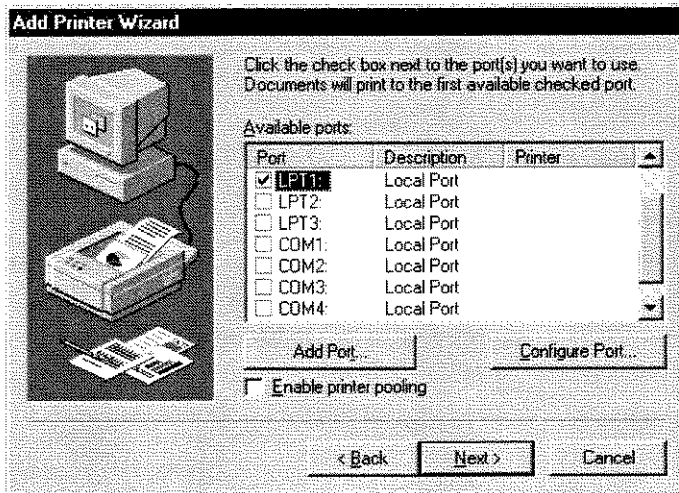 Add Printer Wizard
Click the check box next to the port(s) you want to use.
Documents will print to the first available checked port.
Available ports:
Port Description Printer
LPT1: Local Port
LPT2: Local Port
LPT3: Local Port
COM1: Local Port
COM2: Local Port
COM3: Local Port
COM4: Local Port
Add Port... Configure Port...
Enable printer pooling
< Back Next > Cancel